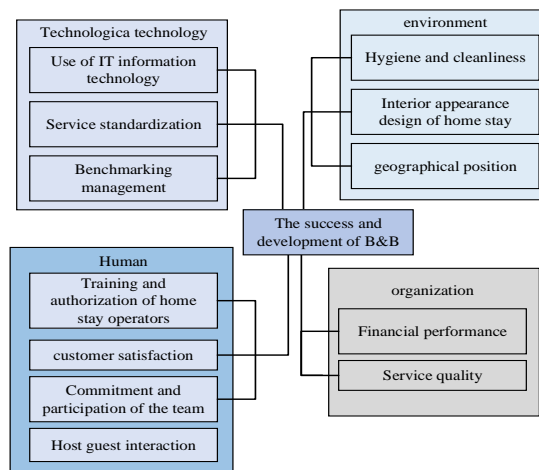 Technologica technology
Use of IT information
technology
Service standardization
Benchmarking
management
environment
Hygiene and cleanliness
Interior appearance
design of home stay
geographical position
The success and
development of B&B
Human
Training and
authorization of home
stay operators
customer satisfaction
Commitment and
participation of the team
Host guest interaction
organization
Financial performance
Service quality